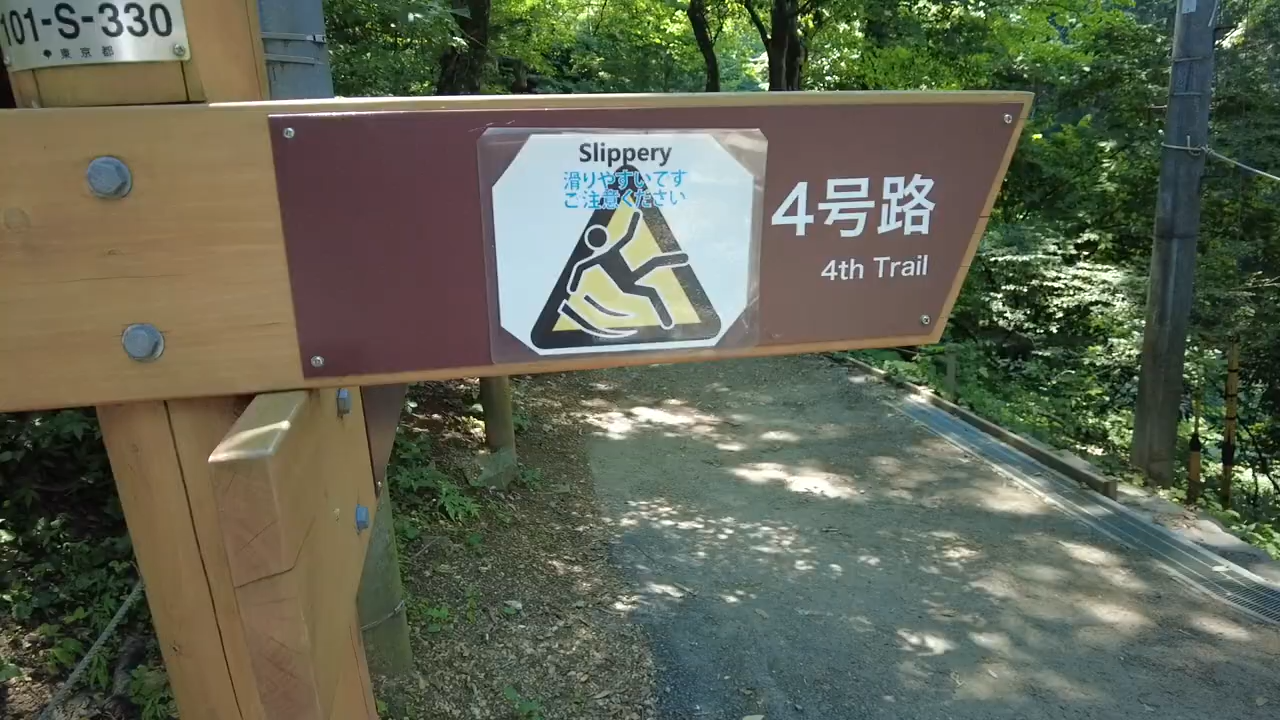 101-S-330
東京都
Slippery
滑りやすいです
ご注意ください
4号路
4th Trail